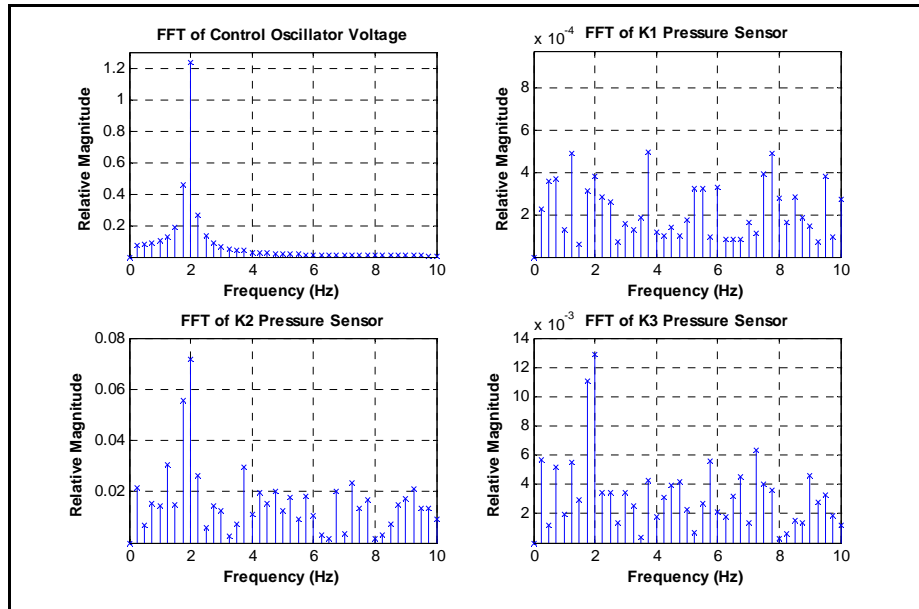 FFT of Control Oscillator Voltage
Relative Magnitude
1.2
1
0.8
0.6
0.4
0.2
0 2 4 6 8 10
Frequency (Hz)
x 10-4
FFT of K1 Pressure Sensor
Relative Magnitude
8
6
4
2
0 2 4 6 8 10
Frequency (Hz)
FFT of K2 Pressure Sensor
Relative Magnitude
0.08
0.06
0.04
0.02
0 2 4 6 8 10
Frequency (Hz)
x 10-3
FFT of K3 Pressure Sensor
Relative Magnitude
14
12
10
8
6
4
2
0 2 4 6 8 10
Frequency (Hz)